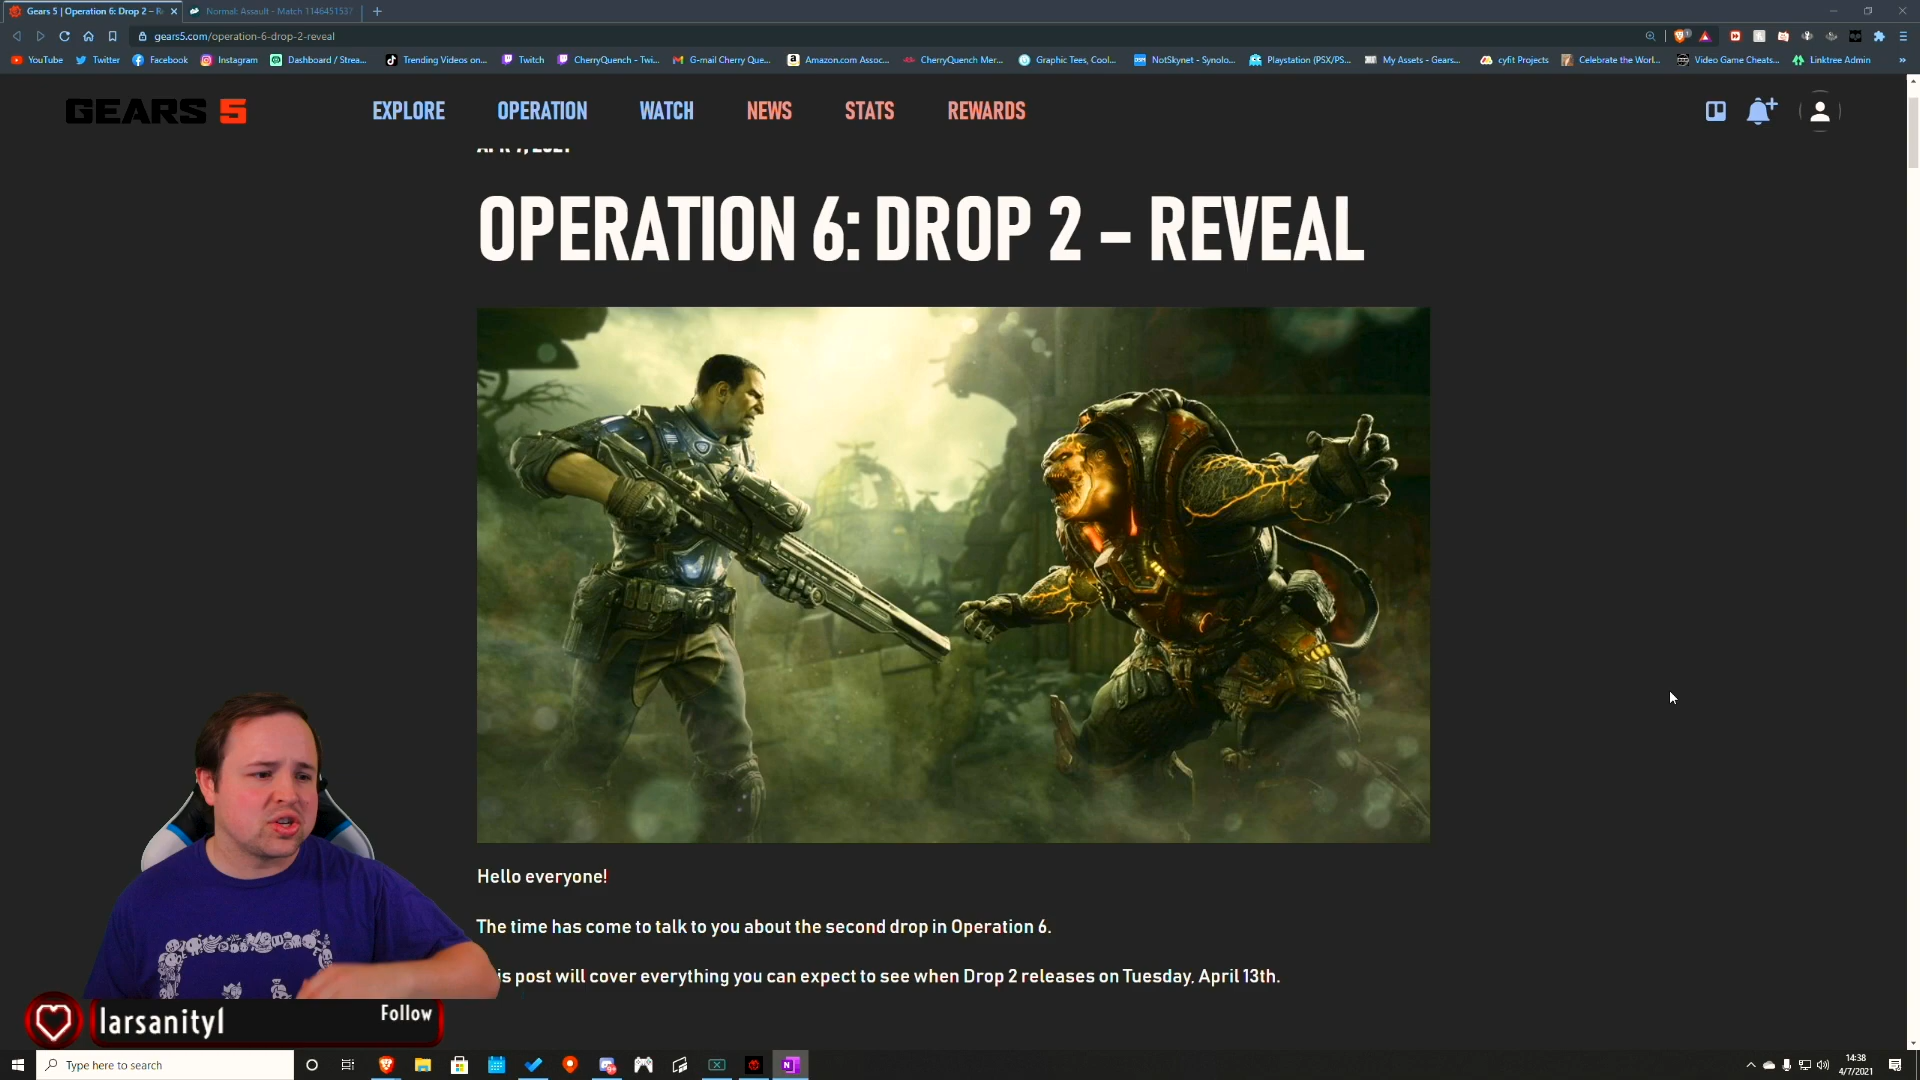 Gears 5 | Operation 6: Drop 2 – R
Normal: Assault - Match 1146451537
gears5.com/operation-6-drop-2-reveal
YouTube
Twitter
Facebook
Instagram
Dashboard / Strea...
Trending Videos on...
Twitch
CherryQuench - Twi...
G-mail Cherry Que...
Amazon.com Assoc...
CherryQuench Mer...
Graphic Tees, Cool...
NotSkynet - Synolo...
Playstation (PSX/PS...
My Assets - Gears...
cyfit Projects
Celebrate the Worl...
Video Game Cheats...
Linktree Admin
GEARS 5
EXPLORE
OPERATION
WATCH
NEWS
STATS
REWARDS
OPERATION 6: DROP 2 – REVEAL
Hello everyone!
The time has come to talk to you about the second drop in Operation 6.
is post will cover everything you can expect to see when Drop 2 releases on Tuesday, April 13th.
larsanity1
Follow
Type here to search
14:38
4/7/2021